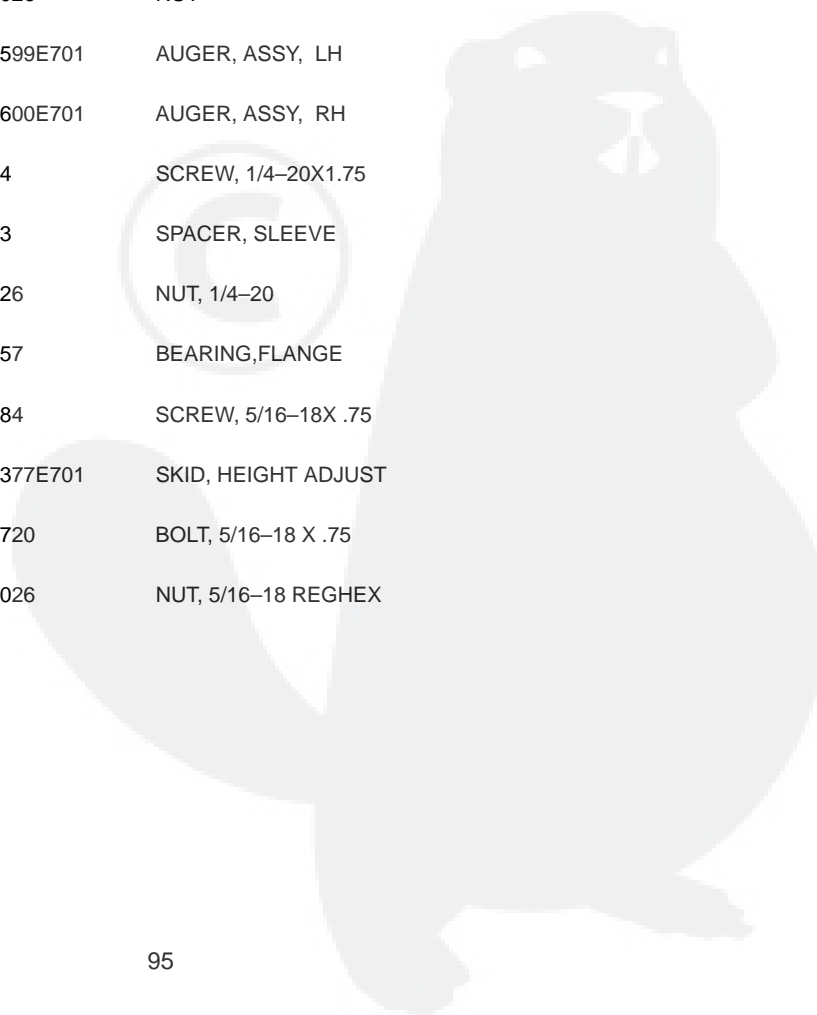 599E701 AUGER, ASSY, LH
600E701 AUGER, ASSY, RH
4 SCREW, 1/4–20X1.75
3 SPACER, SLEEVE
26 NUT, 1/4–20
57 BEARING,FLANGE
84 SCREW, 5/16–18X .75
377E701 SKID, HEIGHT ADJUST
720 BOLT, 5/16–18 X .75
026 NUT, 5/16–18 REGHEX
©
95